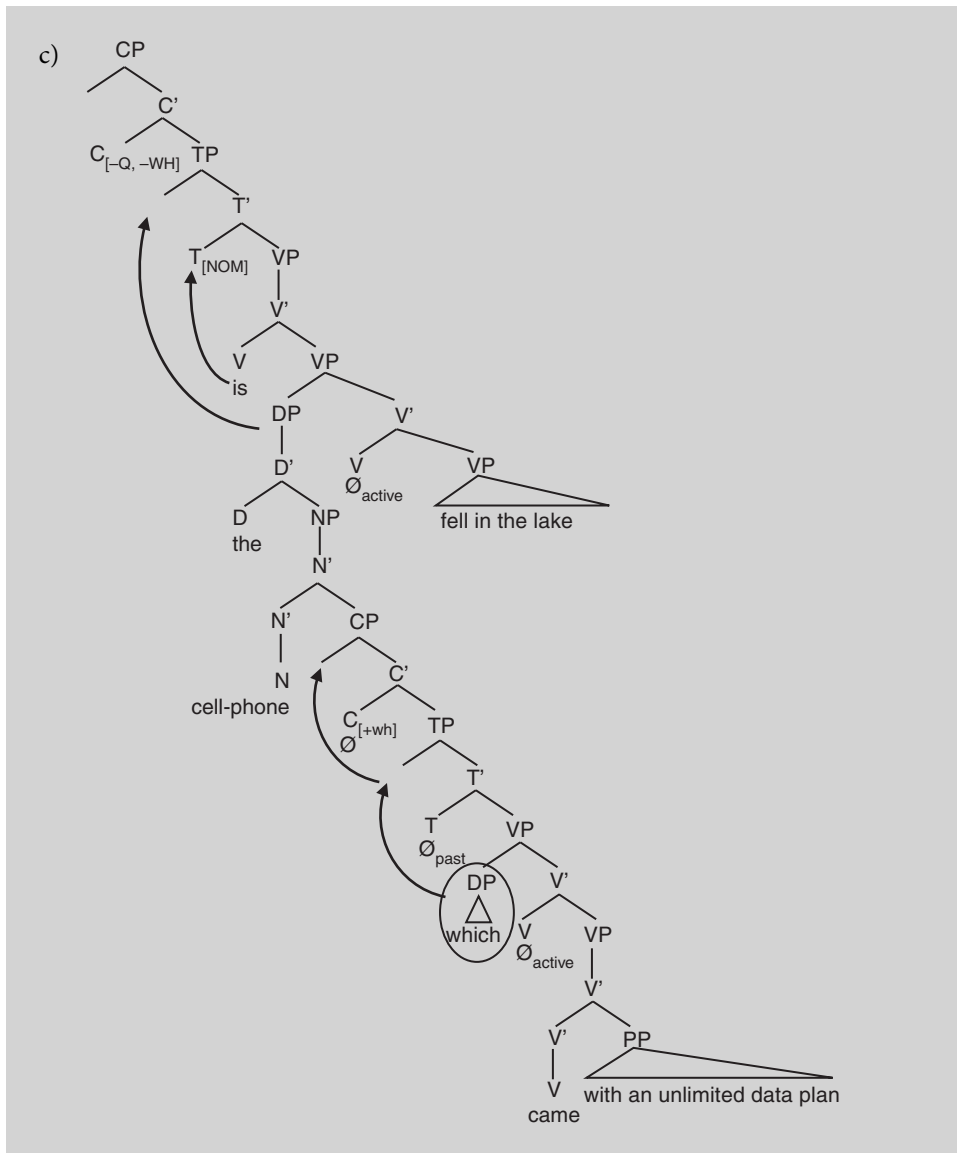 c)
CP
C'
C[–Q, –WH] TP
T'
T[NOM] VP
V'
V VP
is
DP V'
D' V VP
Øactive
D NP fell in the lake
the
N'
N' CP
N C'
cell-phone
C[+wh] TP
Ø
T'
T VP
Øpast
DP V'
which V VP
Øactive
V'
V' PP
V with an unlimited data plan
came